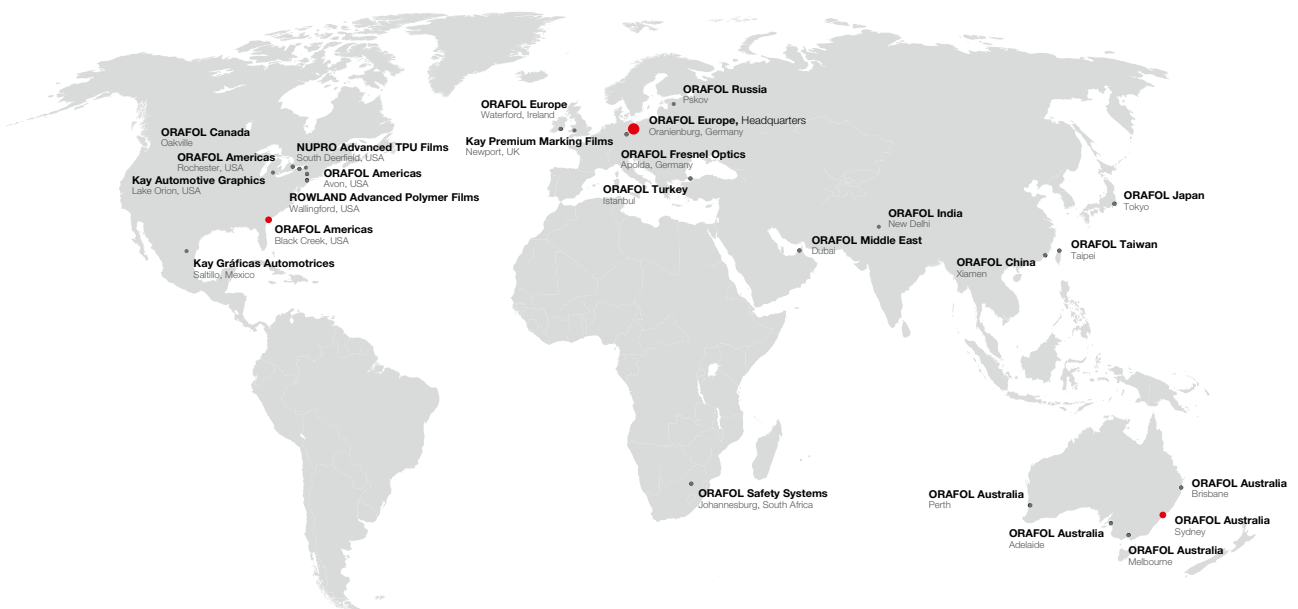 ORAFOL Canada
Oakville
ORAFOL Americas
Rochester, USA
Kay Automotive Graphics
Lake Orion, USA
NUPRO Advanced TPU Films
South Deerfield, USA
ORAFOL Americas
Avon, USA
ROWLAND Advanced Polymer Films
Wallingford, USA
ORAFOL Americas
Black Creek, USA
Kay Gráficas Automotrices
Saltillo, Mexico
ORAFOL Europe
Waterford, Ireland
Kay Premium Marking Films
Newport, UK
ORAFOL Russia
Pskov
ORAFOL Europe, Headquarters
Oranienburg, Germany
ORAFOL Fresnel Optics
Apolda, Germany
ORAFOL Turkey
Istanbul
ORAFOL India
New Delhi
ORAFOL Middle East
Dubai
ORAFOL Japan
Tokyo
ORAFOL Taiwan
Taipei
ORAFOL China
Xiamen
ORAFOL Safety Systems
Johannesburg, South Africa
ORAFOL Australia
Perth
ORAFOL Australia
Brisbane
ORAFOL Australia
Sydney
ORAFOL Australia
Adelaide
ORAFOL Australia
Melbourne